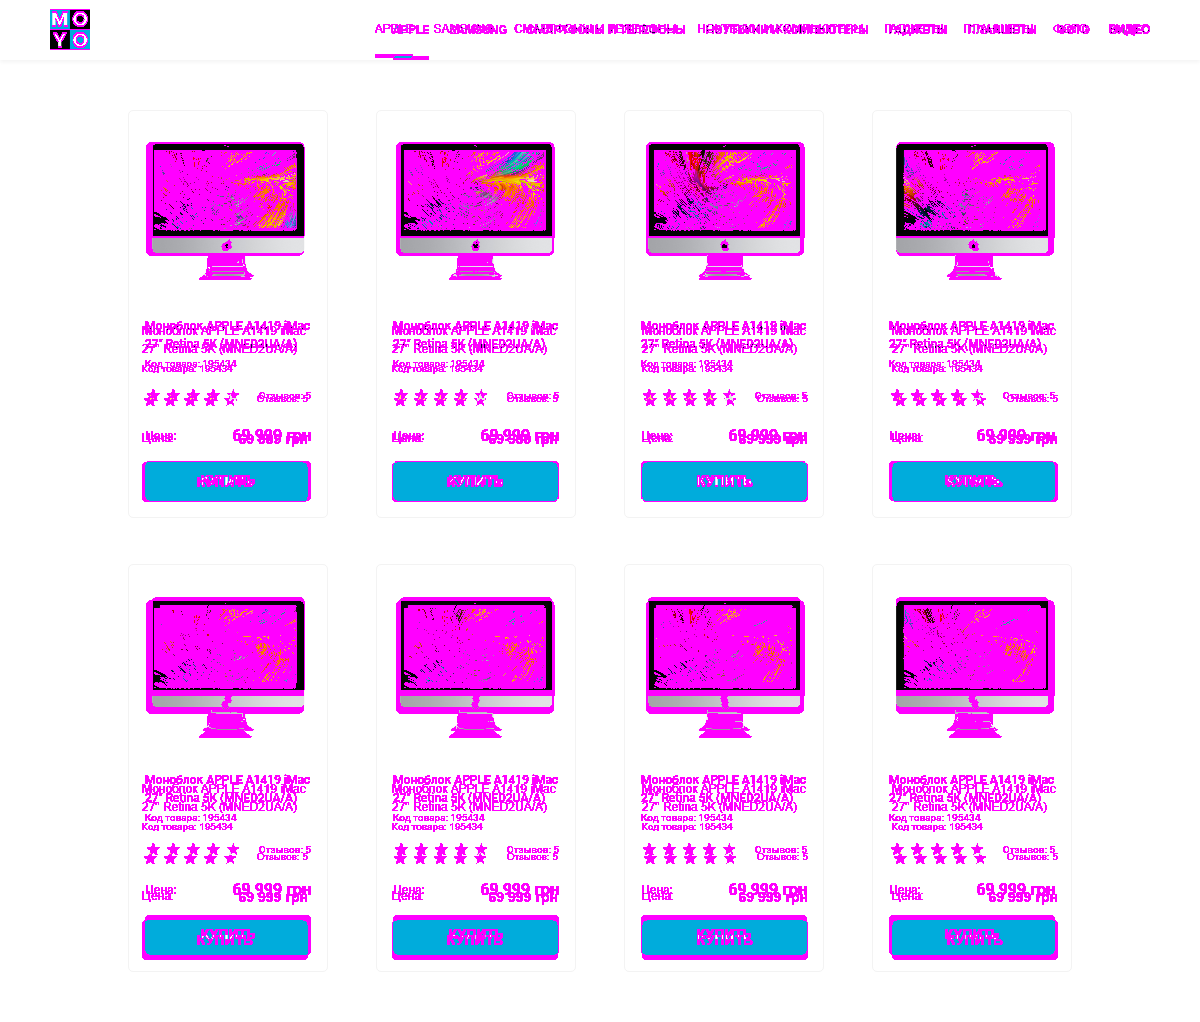 MO
YO
APPLE SAMSUNG СМАРТФОНЫ И ТЕЛЕФОНЫ НОУТБУКИ И КОМПЬЮТЕРЫ ГАДЖЕТЫ ПЛАНШЕТЫ ФОТО ВИДЕО
Моноблок APPLE A1419 iMac
27" Retina 5K (MNED2UA/A)
Код товара: 195434
Отзывов: 5
Цена: 69 999 грн
КУПИТЬ
Моноблок APPLE A1419 iMac
27" Retina 5K (MNED2UA/A)
Код товара: 195434
Отзывов: 5
Цена: 69 999 грн
КУПИТЬ
Моноблок APPLE A1419 iMac
27" Retina 5K (MNED2UA/A)
Код товара: 195434
Отзывов: 5
Цена: 69 999 грн
КУПИТЬ
Моноблок APPLE A1419 iMac
27" Retina 5K (MNED2UA/A)
Код товара: 195434
Отзывов: 5
Цена: 69 999 грн
КУПИТЬ
Моноблок APPLE A1419 iMac
27" Retina 5K (MNED2UA/A)
Код товара: 195434
Отзывов: 5
Цена: 69 999 грн
КУПИТЬ
Моноблок APPLE A1419 iMac
27" Retina 5K (MNED2UA/A)
Код товара: 195434
Отзывов: 5
Цена: 69 999 грн
КУПИТЬ
Моноблок APPLE A1419 iMac
27" Retina 5K (MNED2UA/A)
Код товара: 195434
Отзывов: 5
Цена: 69 999 грн
КУПИТЬ
Моноблок APPLE A1419 iMac
27" Retina 5K (MNED2UA/A)
Код товара: 195434
Отзывов: 5
Цена: 69 999 грн
КУПИТЬ